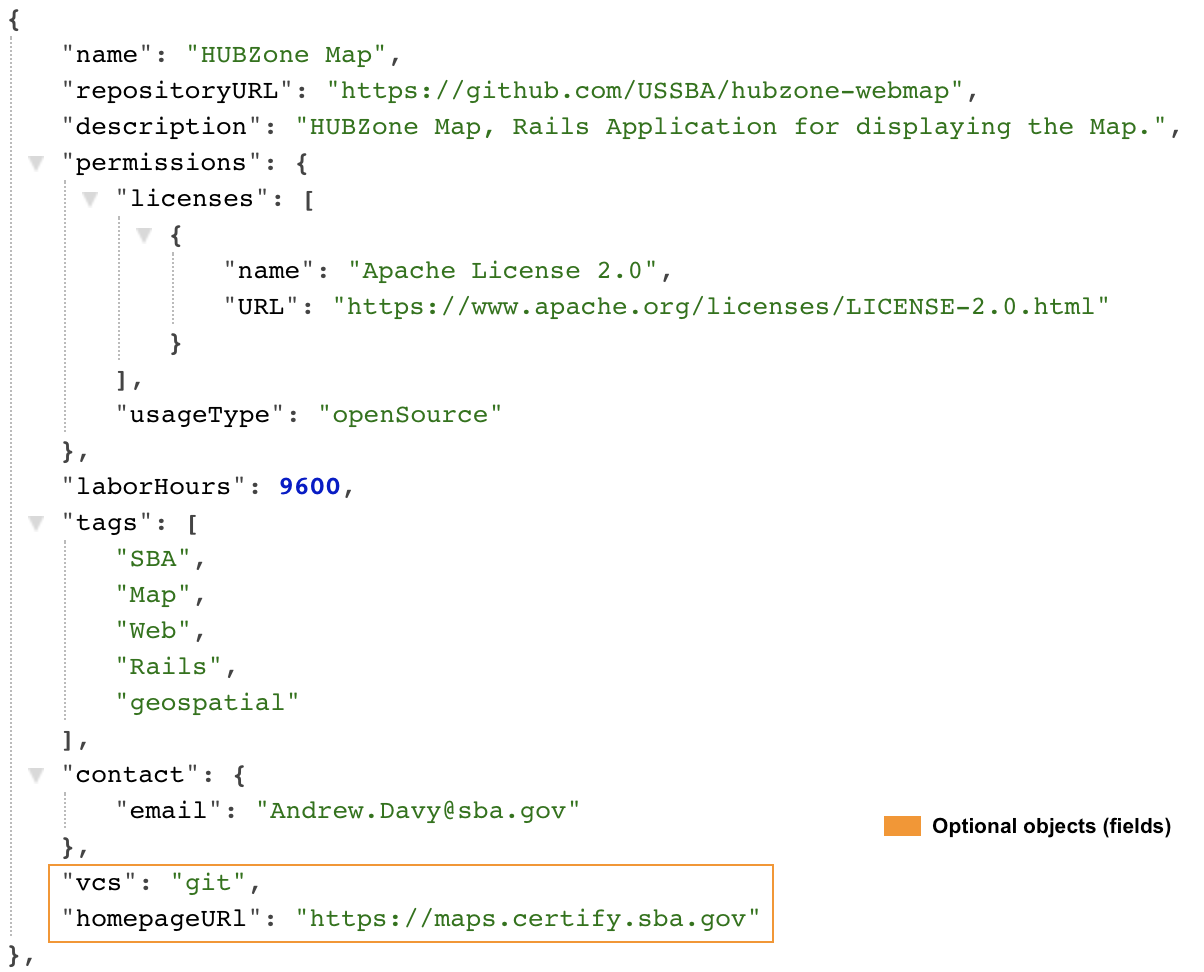 {
"name": "HUBZone Map",
"repositoryURL": "https://github.com/USSBA/hubzone-webmap",
"description": "HUBZone Map, Rails Application for displaying the Map.",
"permissions": {
"licenses": [
{
"name": "Apache License 2.0",
"URL": "https://www.apache.org/licenses/LICENSE-2.0.html"
}
],
"usageType": "openSource"
},
"laborHours": 9600,
"tags": [
"SBA",
"Map",
"Web",
"Rails",
"geospatial"
],
"contact": {
"email": "Andrew.Davy@sba.gov"
},
Optional objects (fields)
"vcs": "git",
"homepageURl": "https://maps.certify.sba.gov"
},